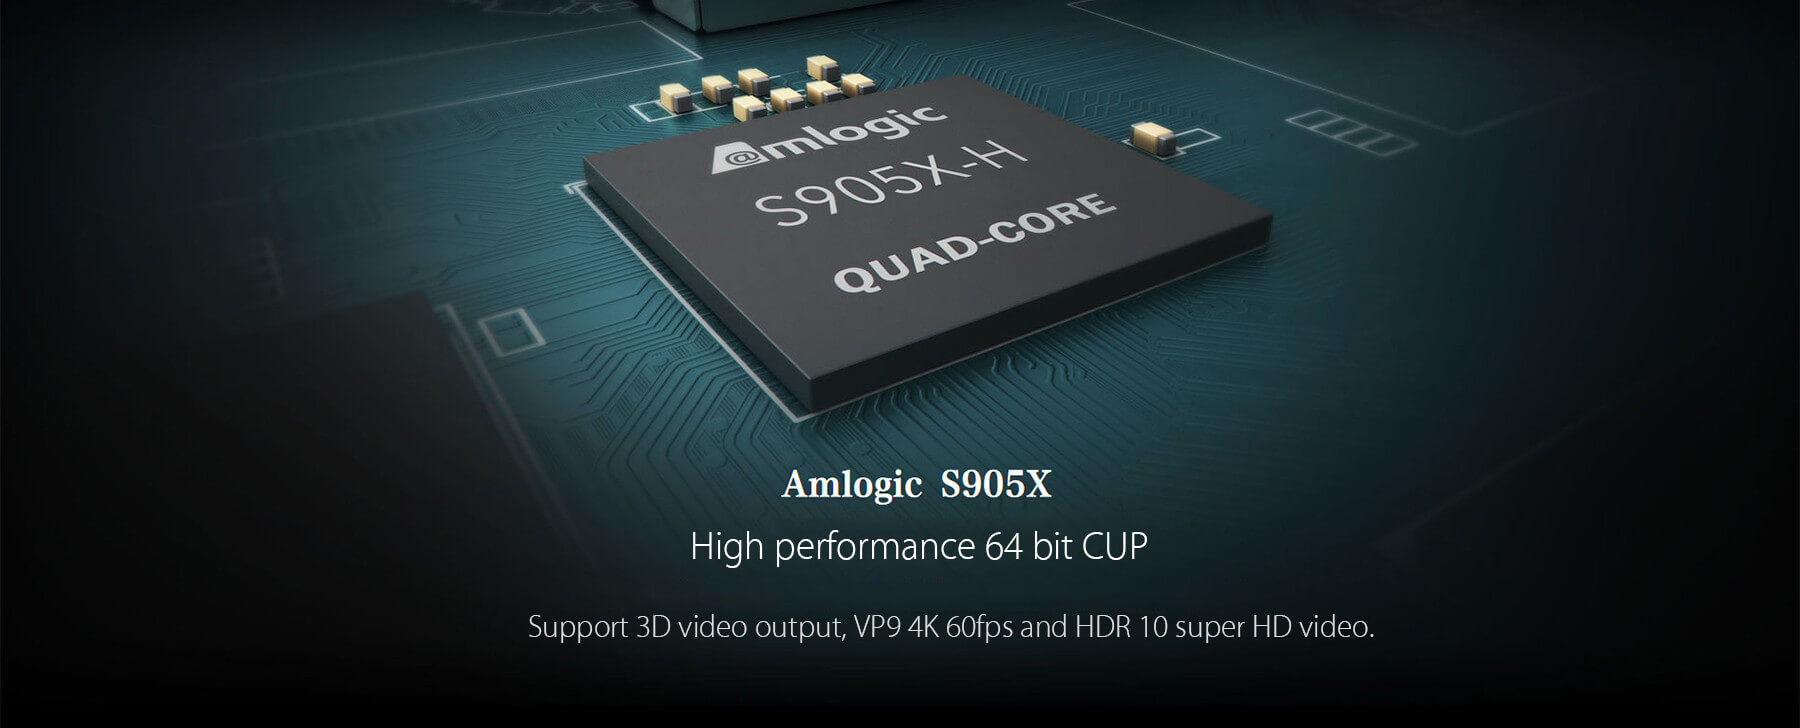 @mlogic
S905X-H
QUAD-CORE
Amlogic S905X
High performance 64 bit CUP
Support 3D video output, VP9 4K 60fps and HDR 10 super HD video.